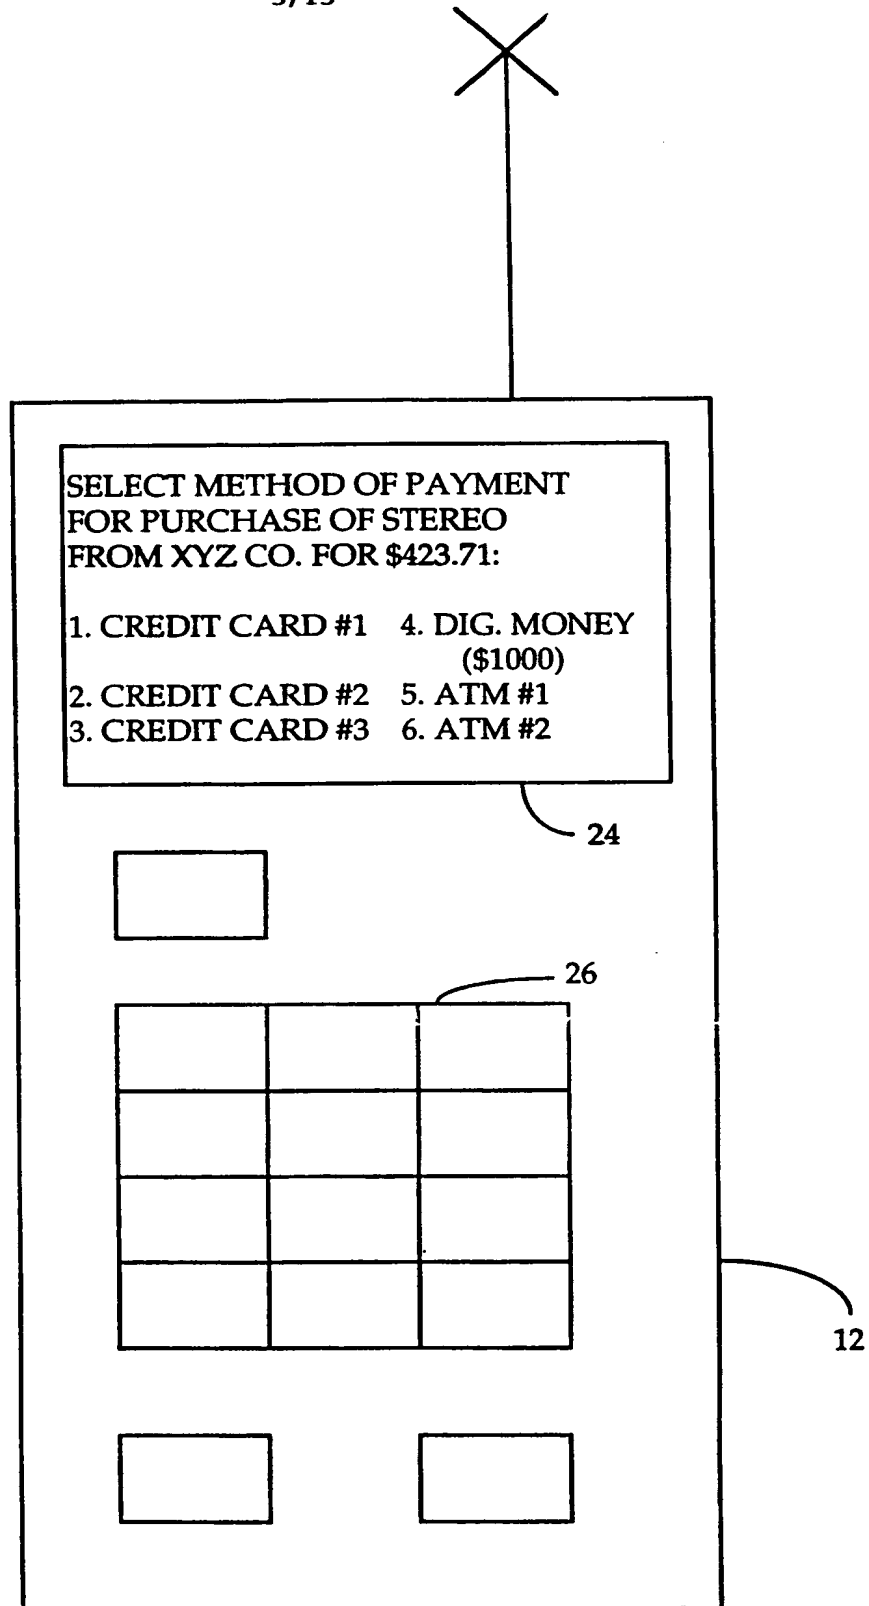 SELECT METHOD OF PAYMENT
FOR PURCHASE OF STEREO
FROM XYZ CO. FOR $423.71:
1. CREDIT CARD #1 4. DIG. MONEY
($1000)
2. CREDIT CARD #2 5. ATM #1
3. CREDIT CARD #3 6. ATM #2
24
26
12